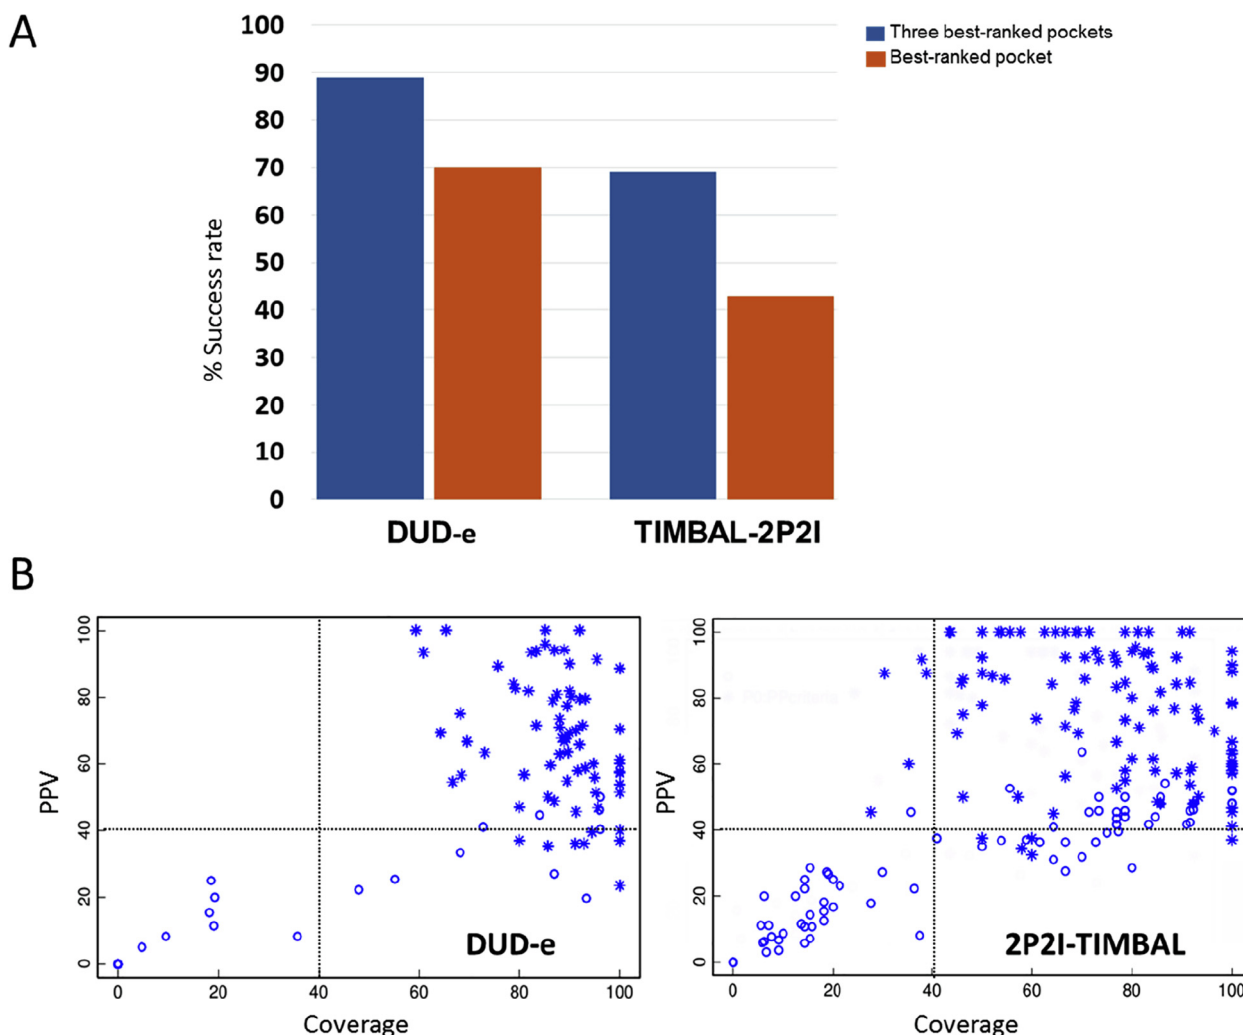 A
100
90
80
70
60
50
40
30
20
10
0
% Success rate
DUD-e
TIMBAL-2P2I
Three best-ranked pockets
Best-ranked pocket
B
PPV
100
80
60
40
20
0
DUD-e
0 20 40 60 80 100
Coverage
PPV
100
80
60
40
20
0
2P2I-TIMBAL
0 20 40 60 80 100
Coverage